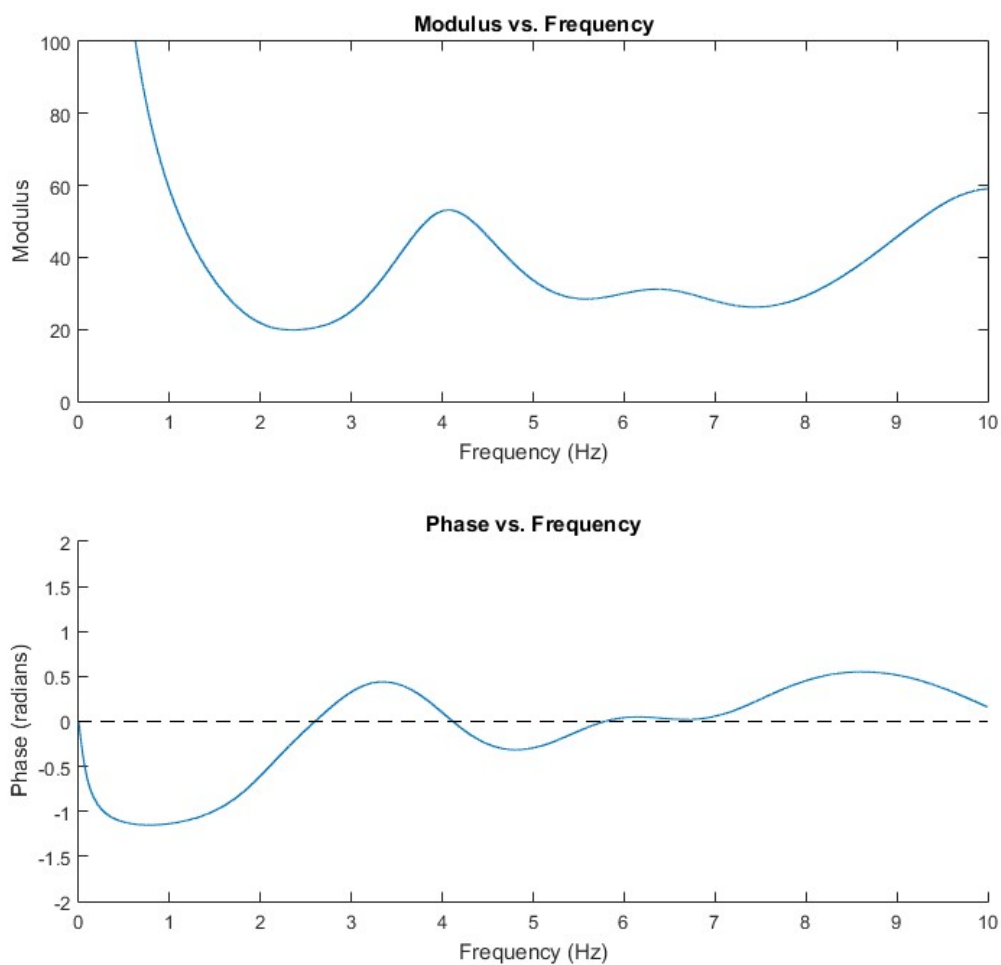 Modulus vs. Frequency
100
80
60
40
20
0
Modulus
0 1 2 3 4 5 6 7 8 9 10
Frequency (Hz)
Phase vs. Frequency
2
1.5
1
0.5
0
-0.5
-1
-1.5
-2
Phase (radians)
0 1 2 3 4 5 6 7 8 9 10
Frequency (Hz)